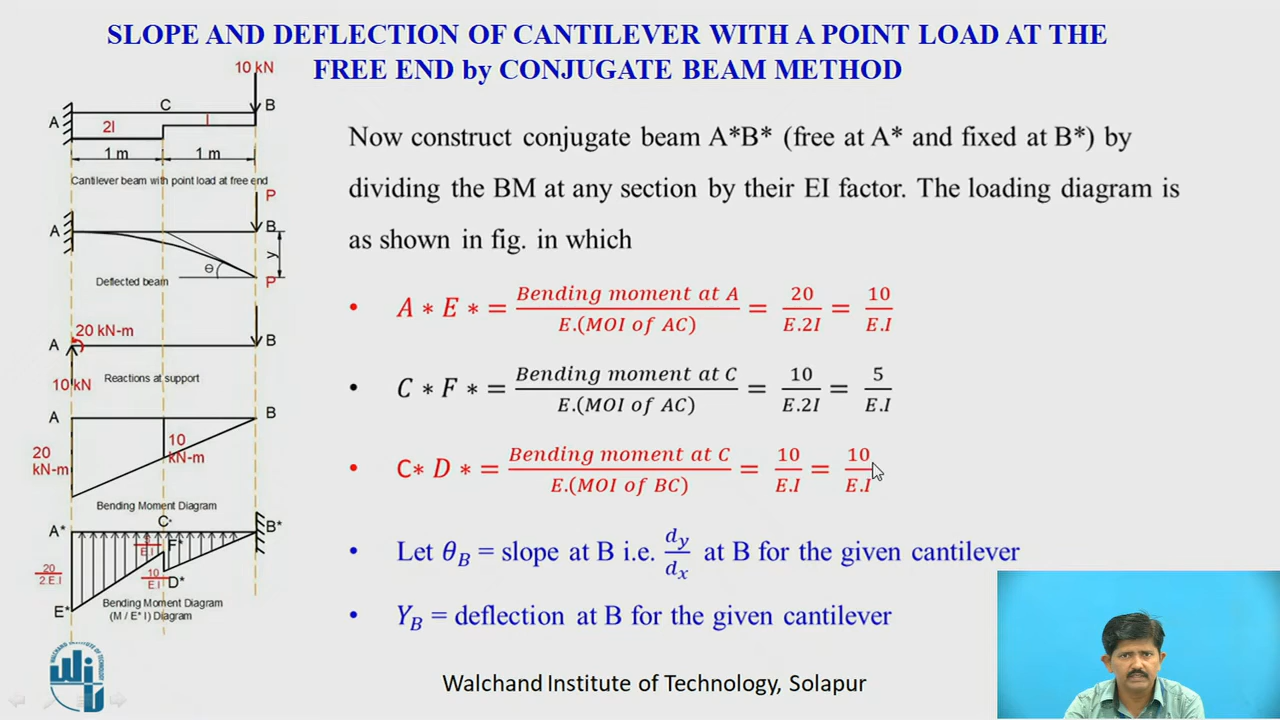 SLOPE AND DEFLECTION OF CANTILEVER WITH A POINT LOAD AT THE
FREE END by CONJUGATE BEAM METHOD
10 kN
A C B
2I I
1 m 1 m
Cantilever beam with point load at free end
P
A B
θ y
Deflected beam P
20 kN-m
A B
10 kN Reactions at support
A B
20 kN-m
10 kN-m
Bending Moment Diagram
A* C* B*
5/E.I F*
20/2.E.I
10/E.I D*
E* Bending Moment Diagram
(M / E* I) Diagram
Now construct conjugate beam A*B* (free at A* and fixed at B*) by
dividing the BM at any section by their EI factor. The loading diagram is
as shown in fig. in which
• A ∗ E ∗ = Bending moment at A / E.(MOI of AC) = 20/E.2I = 10/E.I
• C ∗ F ∗ = Bending moment at C / E.(MOI of AC) = 10/E.2I = 5/E.I
• C∗ D ∗ = Bending moment at C / E.(MOI of BC) = 10/E.I = 10/E.I
• Let θB = slope at B i.e. dy/dx at B for the given cantilever
• YB = deflection at B for the given cantilever
WALCHAND INSTITUTE OF TECHNOLOGY
WIT
Walchand Institute of Technology, Solapur